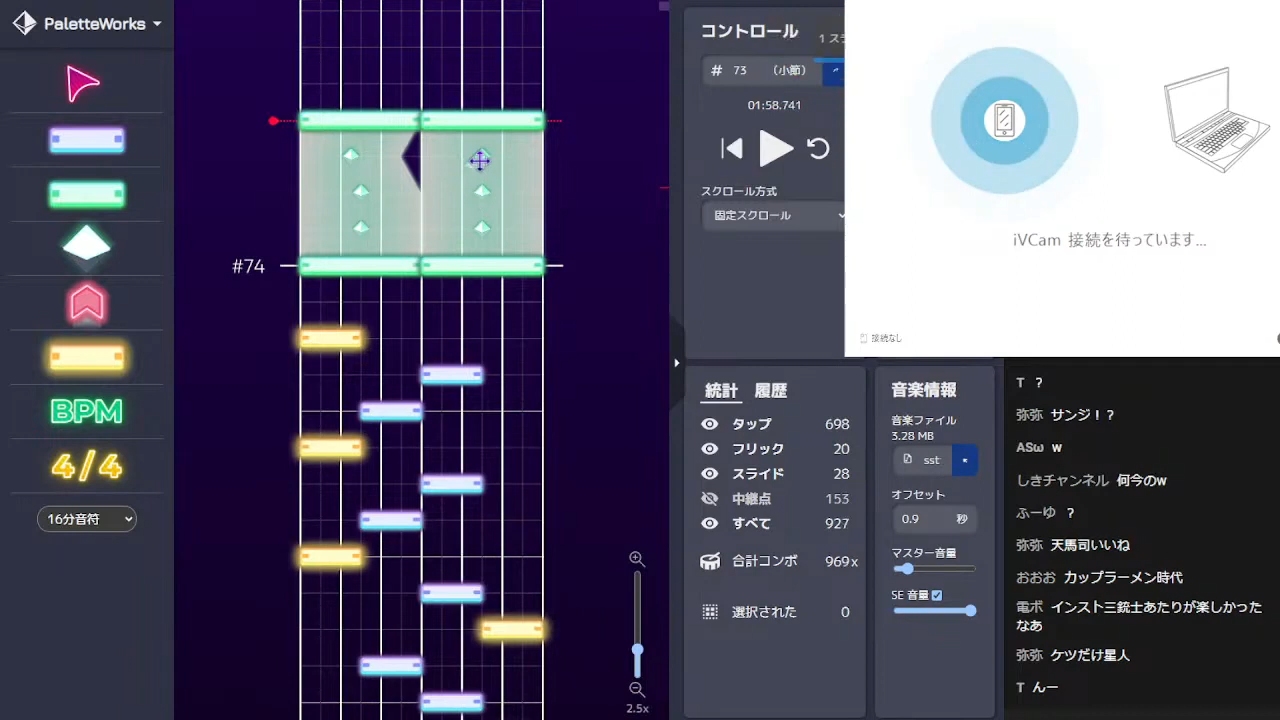 PaletteWorks
BPM
4/4
16分音符
#74
2.5x
コントロール
1 ス
# 73 （小節）
01:58.741
スクロール方式
固定スクロール
iVCam 接続を待っています...
接続なし
統計 履歴
タップ 698
フリック 20
スライド 28
中継点 153
すべて 927
合計コンボ 969x
選択された 0
音楽情報
音楽ファイル
3.28 MB
sst
オフセット
0.9 秒
マスター音量
SE 音量
T ?
弥弥 サンジ！？
ASω w
しきチャンネル 何今のw
ふーゆ ？
弥弥 天馬司いいね
おおお カップラーメン時代
電ボ インスト三銃士あたりが楽しかった
なあ
弥弥 ケツだけ星人
T んー